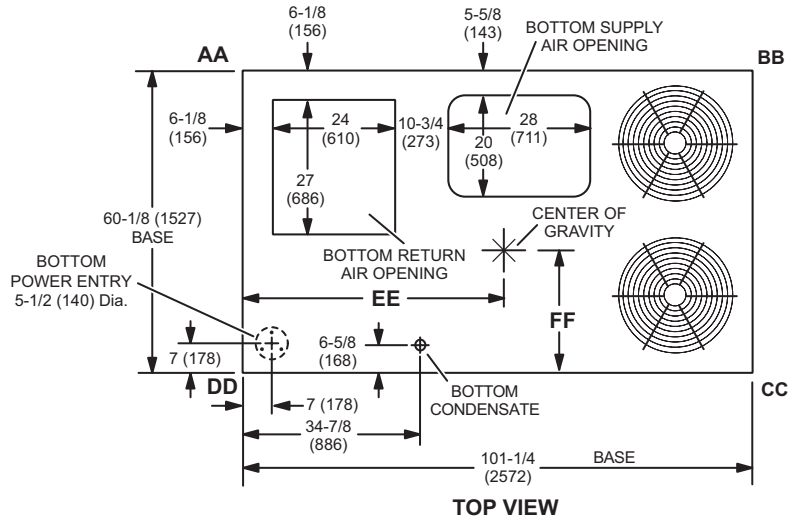 6-1/8
(156)
5-5/8
(143)
BOTTOM SUPPLY
AIR OPENING
AA
BB
6-1/8
(156)
24
(610)
10-3/4
(273)
28
(711)
20
(508)
27
(686)
60-1/8 (1527)
BASE
CENTER OF
GRAVITY
BOTTOM RETURN
AIR OPENING
BOTTOM
POWER ENTRY
5-1/2 (140) Dia.
EE
FF
7 (178)
6-5/8
(168)
DD
CC
7 (178)
BOTTOM
CONDENSATE
34-7/8
(886)
101-1/4
(2572)
BASE
TOP VIEW